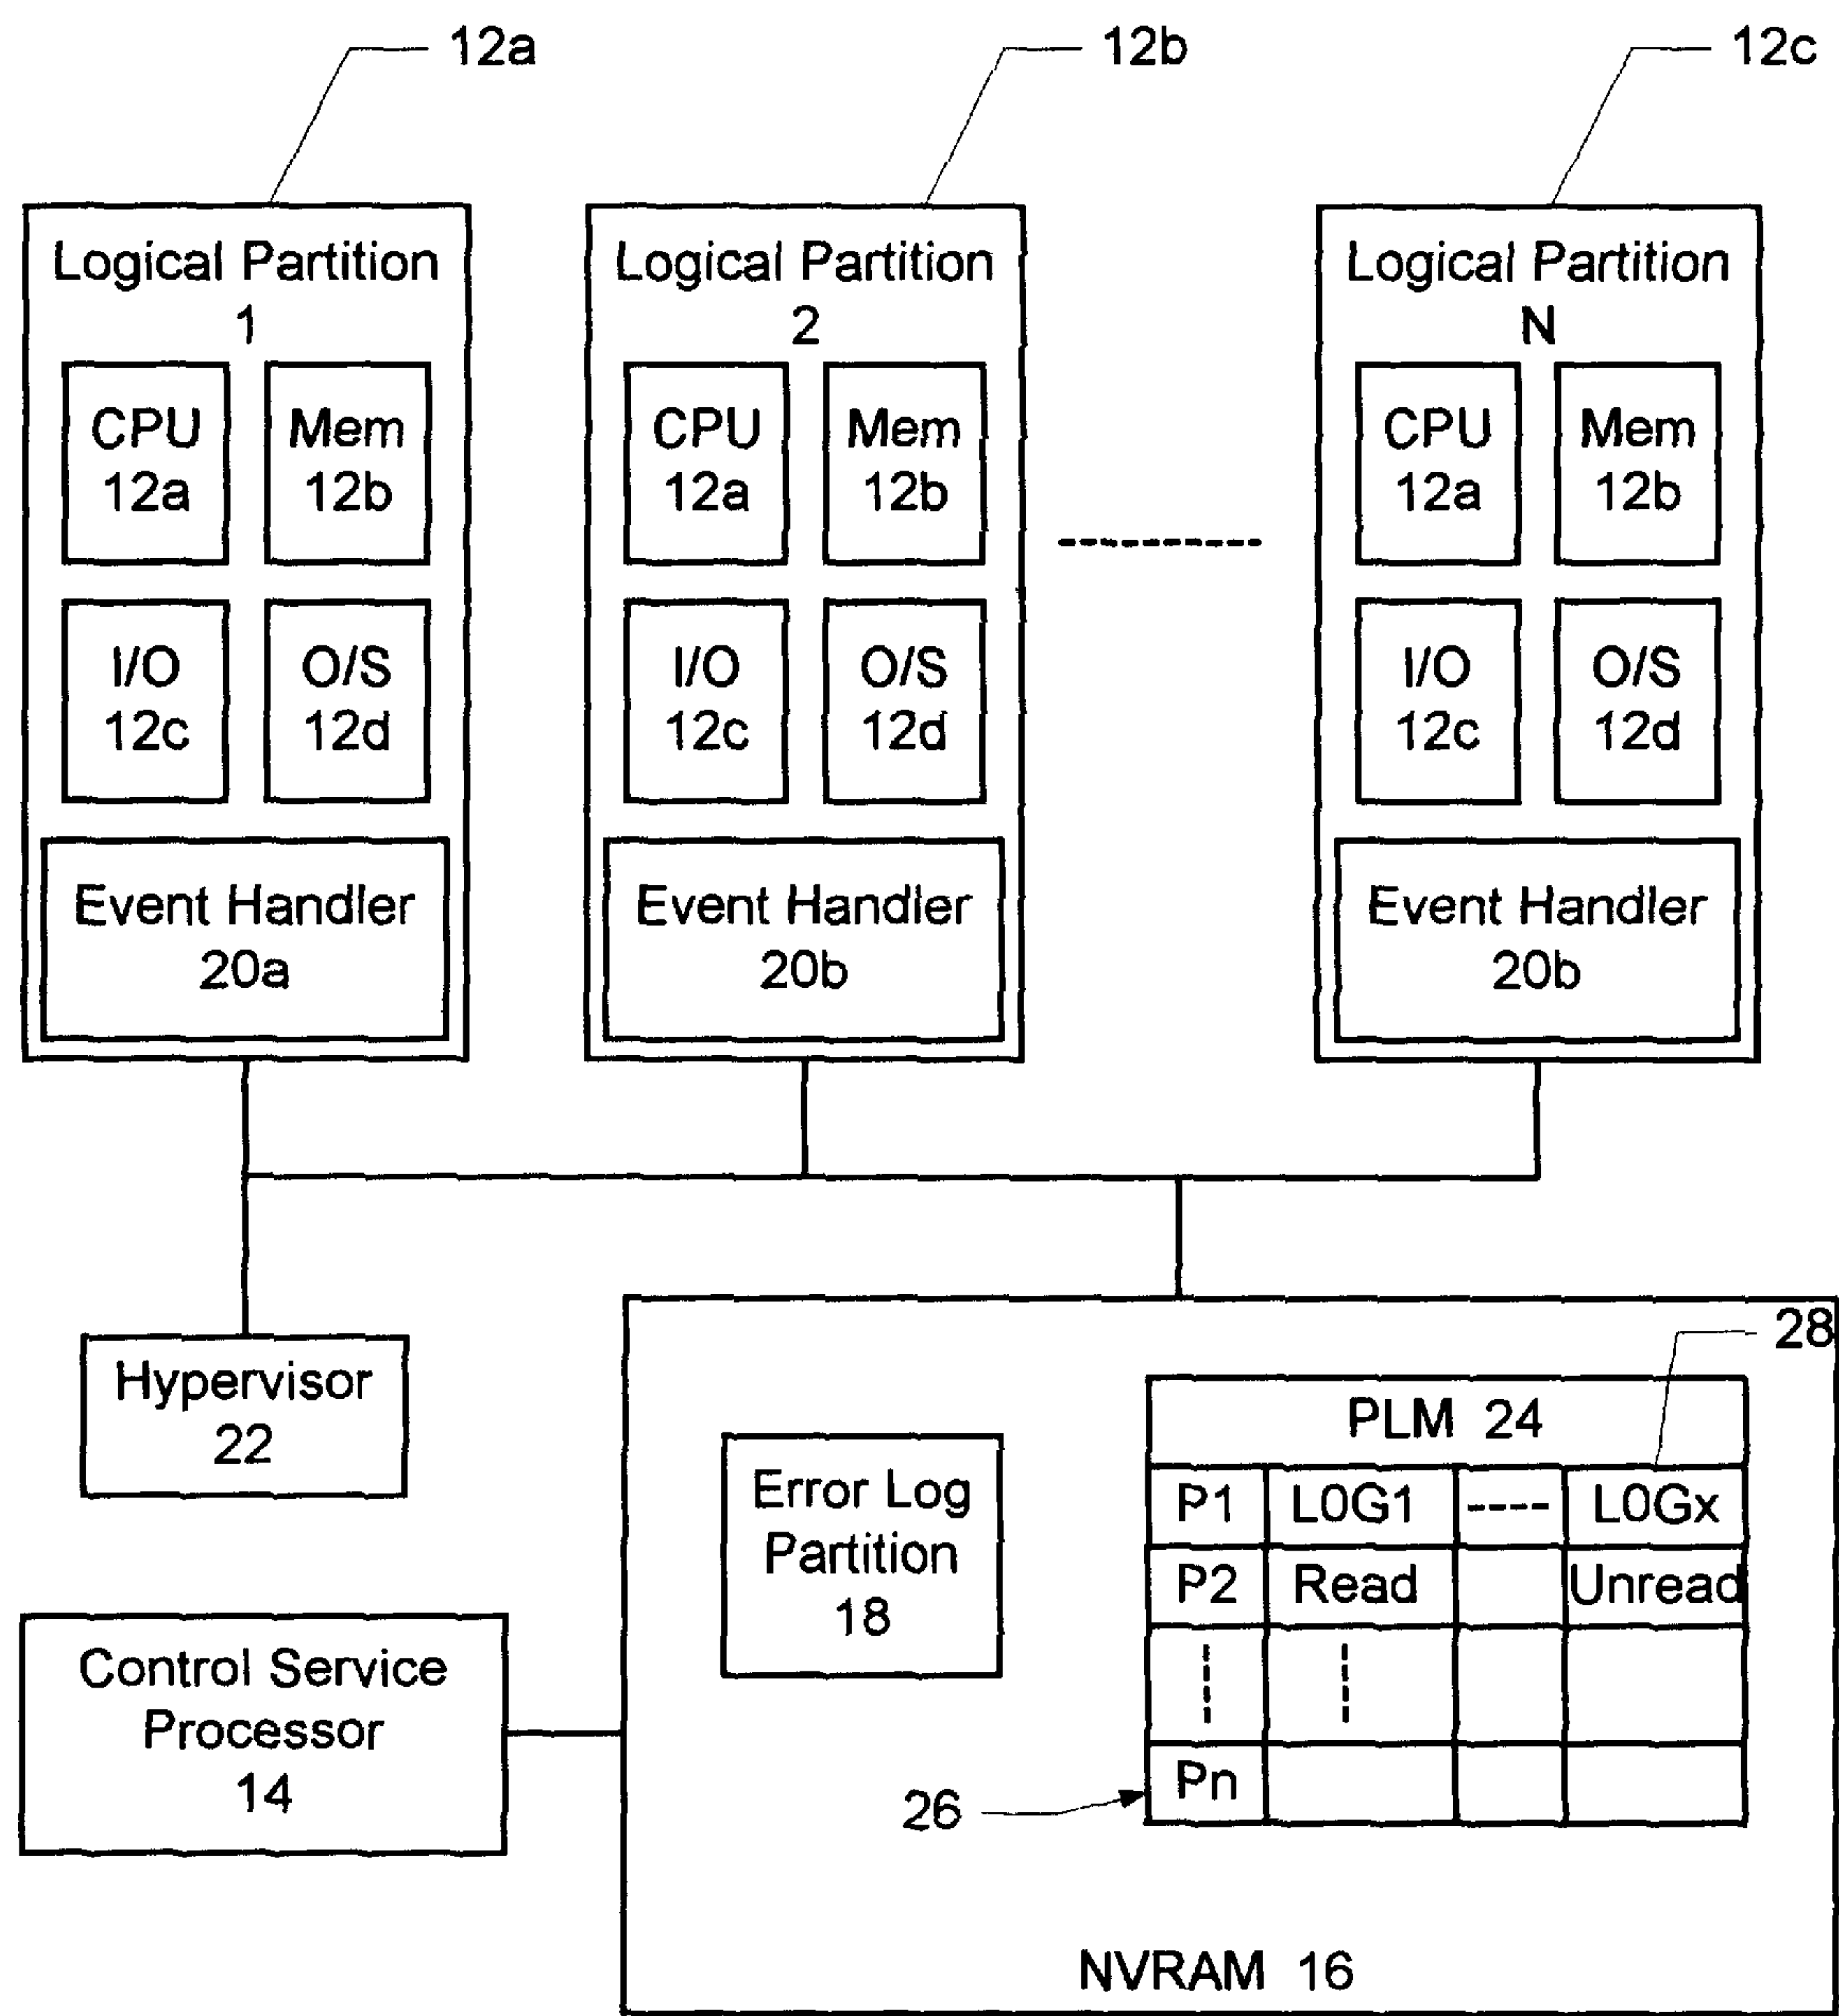 12a
12b
12c
Logical Partition
1
CPU
12a
Mem
12b
I/O
12c
O/S
12d
Event Handler
20a
Logical Partition
2
CPU
12a
Mem
12b
I/O
12c
O/S
12d
Event Handler
20b
Logical Partition
N
CPU
12a
Mem
12b
I/O
12c
O/S
12d
Event Handler
20b
Hypervisor
22
Control Service
Processor
14
Error Log
Partition
18
28
PLM 24
P1 L0G1 ---- L0Gx
P2 Read Unread
Pn
26
NVRAM 16